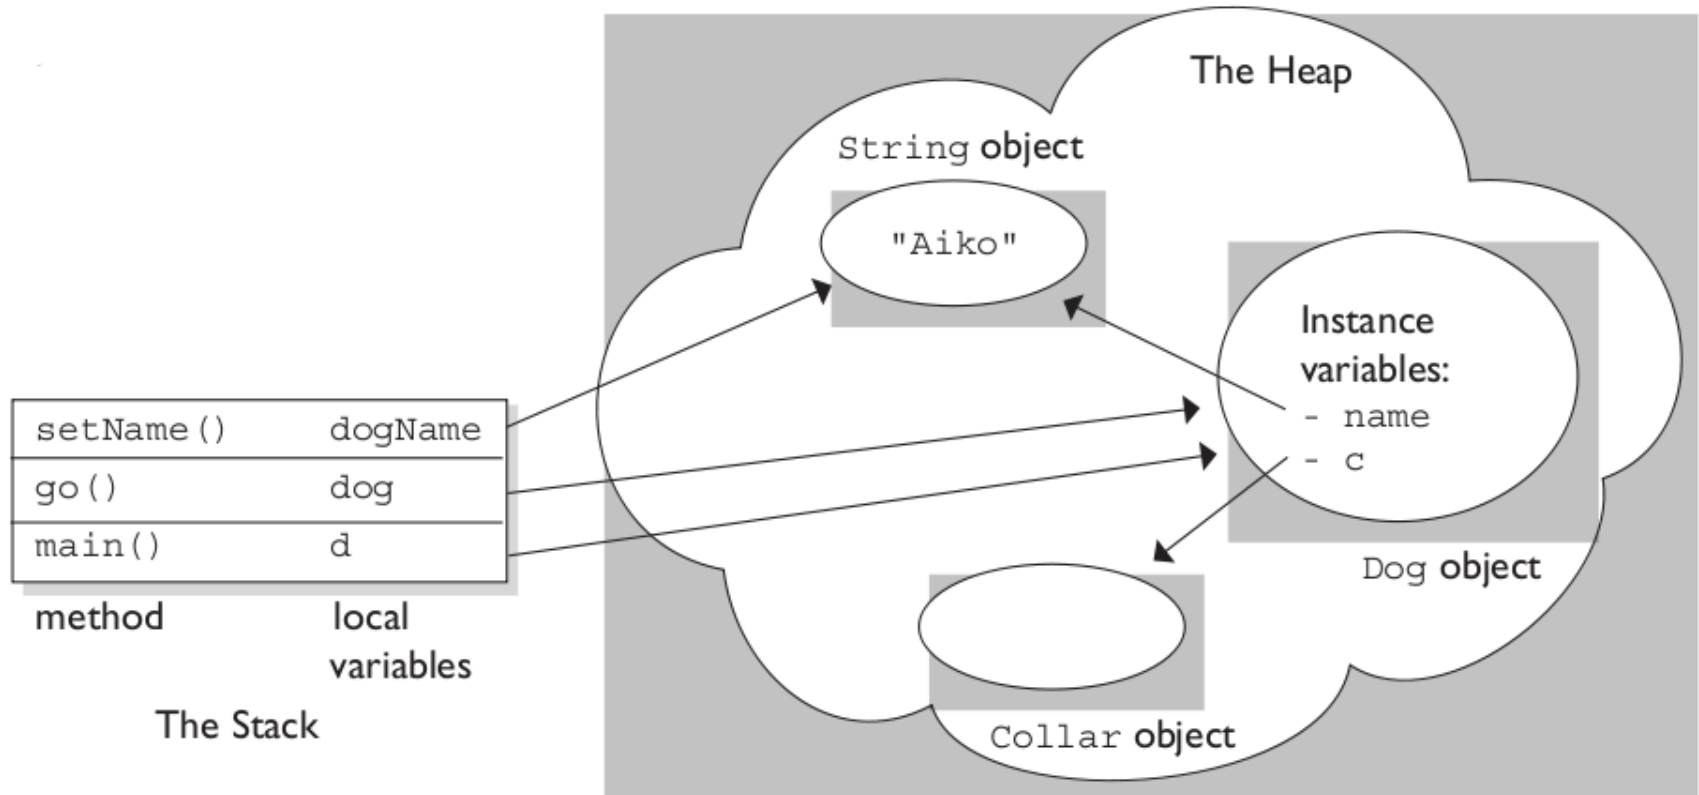 The Heap
String object
"Aiko"
Instance
variables:
- name
- c
Dog object
Collar object
setName() dogName
go() dog
main() d
method local
variables
The Stack